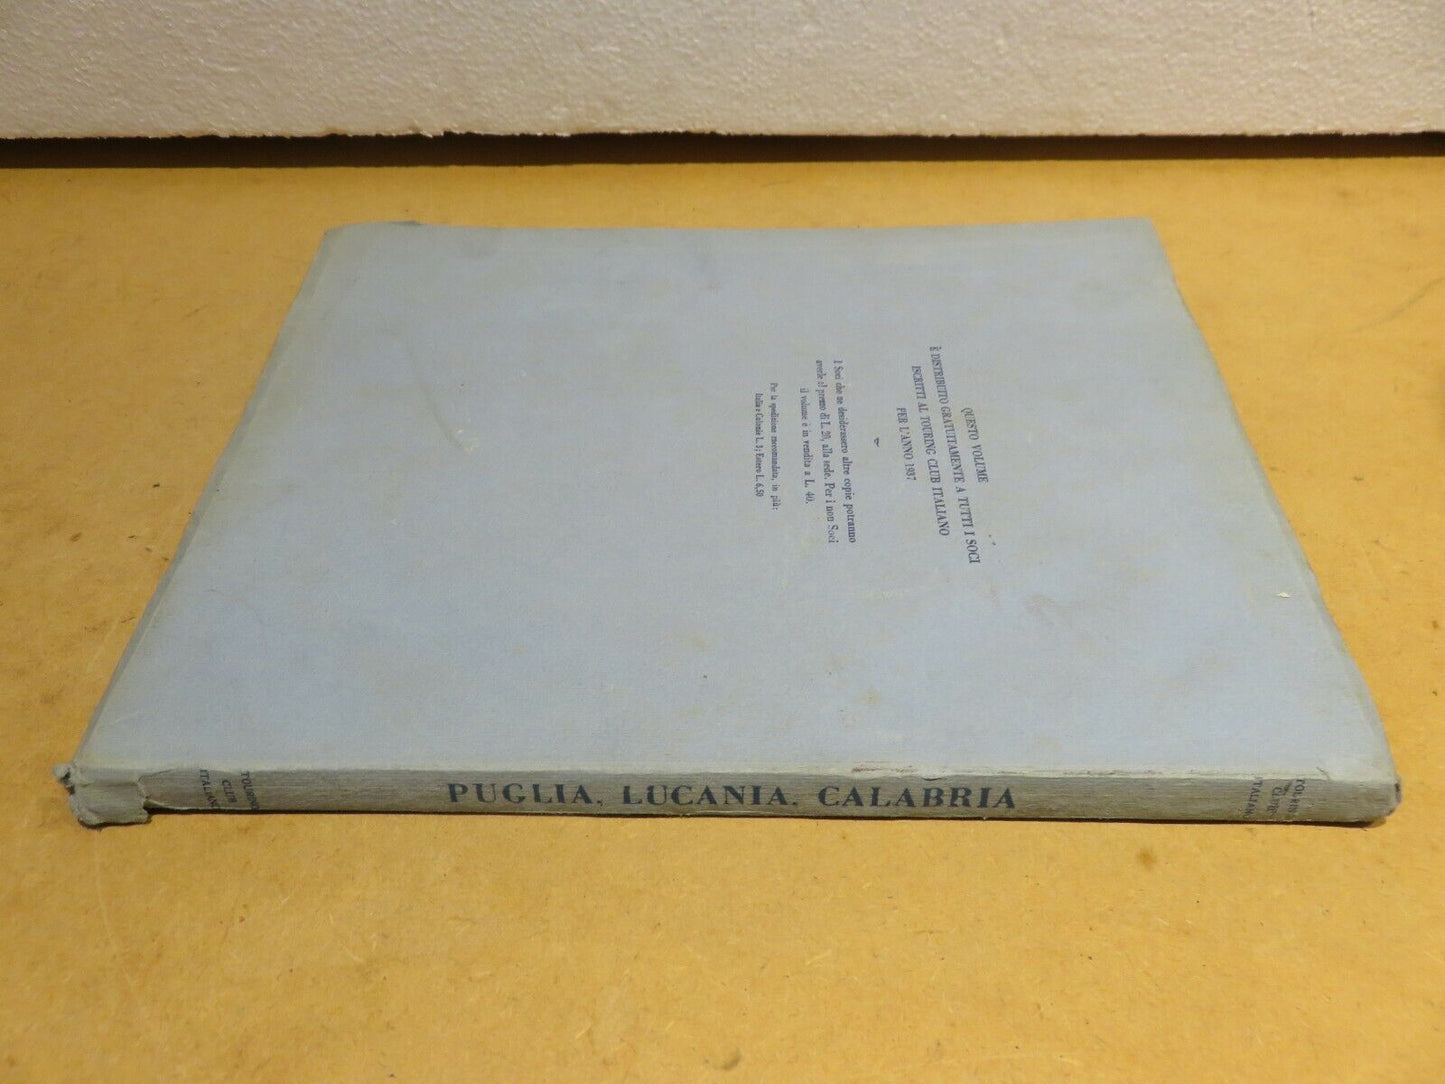 QUESTO VOLUME
È DISTRIBUITO GRATUITAMENTE A TUTTI I SOCI
ISCRITTI AL TOURING CLUB ITALIANO
PER L'ANNO 1937
I Soci che ne desiderassero altre copie potranno
averle al prezzo di L. 20, alla sede. Per i non Soci
il volume è in vendita a L. 40.
Per la spedizione raccomandata, in più:
Italia e Colonie L. 3; Estero L. 6,50
TOURING
CLUB
ITALIANO
PUGLIA, LUCANIA, CALABRIA
TOURING
CLUB
ITALIANO